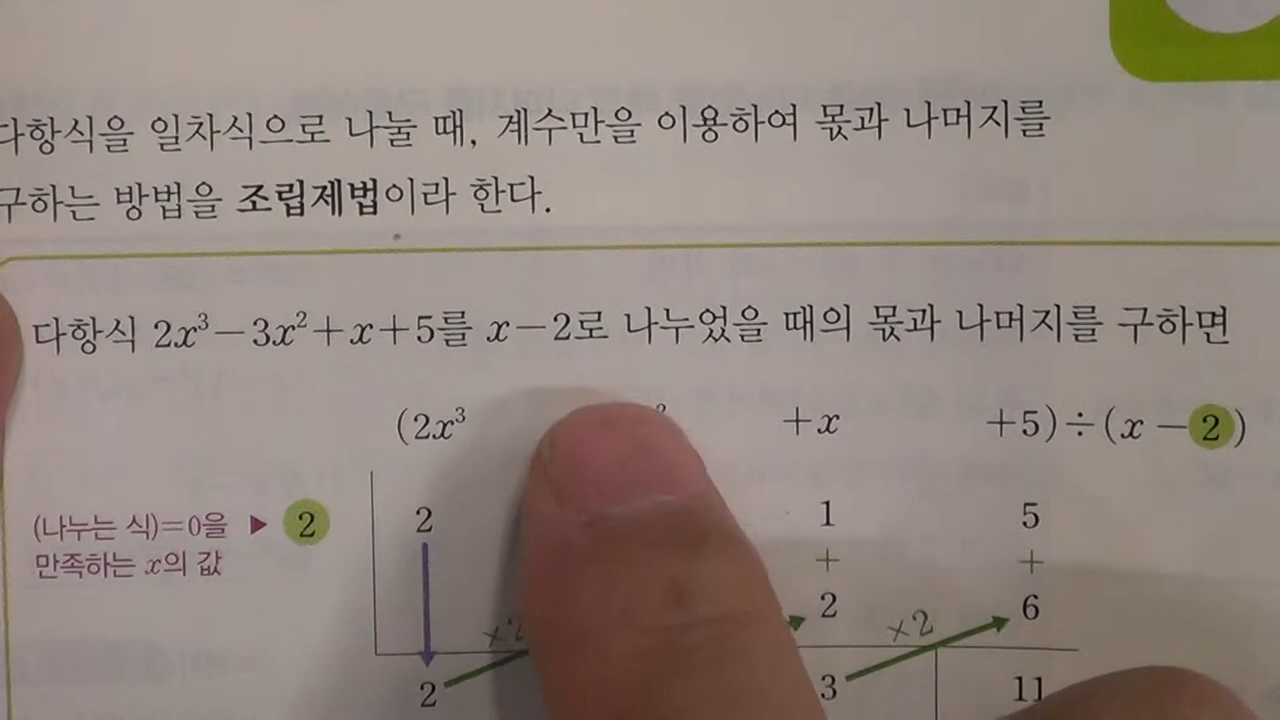 다항식을 일차식으로 나눌 때, 계수만을 이용하여 몫과 나머지를
구하는 방법을 조립제법이라 한다.
다항식 2x³−3x²+x+5를 x−2로 나누었을 때의 몫과 나머지를 구하면
(2x³ ² +x +5)÷(x−2)
(나누는 식)=0을 ▶ 2 2 1 5
만족하는 x의 값 + +
2 6
×2 ×2
2 3 11